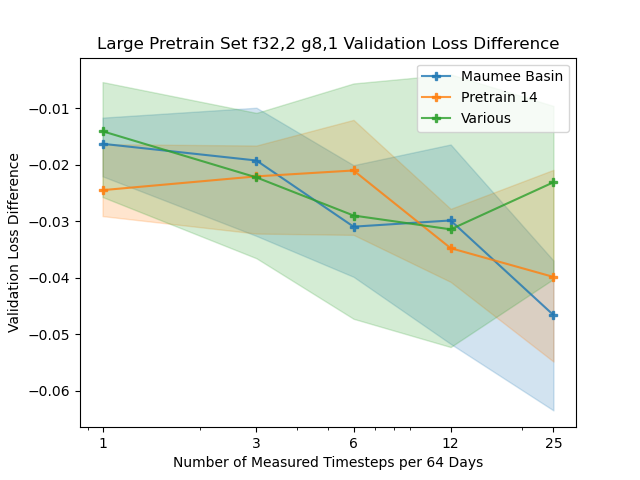 Large Pretrain Set f32,2 g8,1 Validation Loss Difference
Maumee Basin
Pretrain 14
Various
−0.01
−0.02
−0.03
−0.04
−0.05
−0.06
Validation Loss Difference
1 3 6 12 25
Number of Measured Timesteps per 64 Days